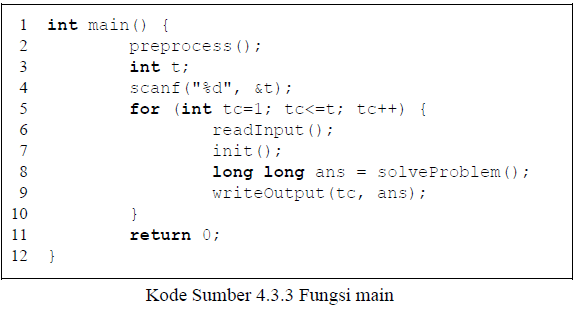 1 int main() {
2 preprocess();
3 int t;
4 scanf("%d", &t);
5 for (int tc=1; tc<=t; tc++) {
6 readInput();
7 init();
8 long long ans = solveProblem();
9 writeOutput(tc, ans);
10 }
11 return 0;
12 }
Kode Sumber 4.3.3 Fungsi main